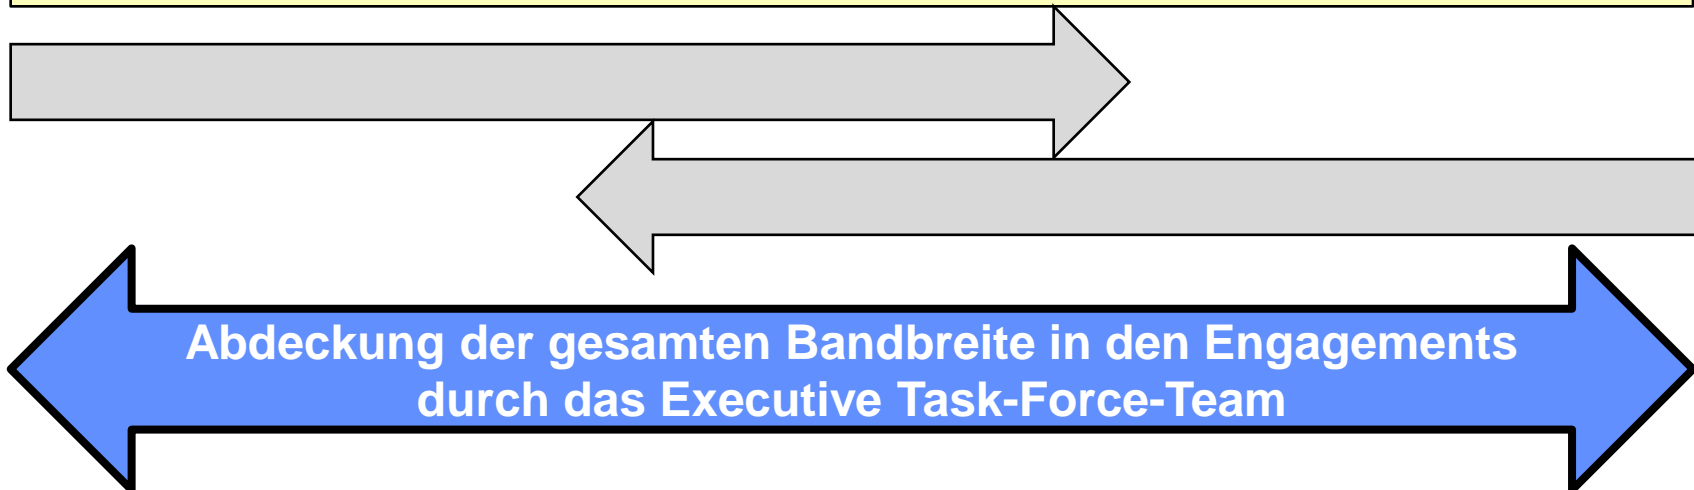 Abdeckung der gesamten Bandbreite in den Engagements
durch das Executive Task-Force-Team